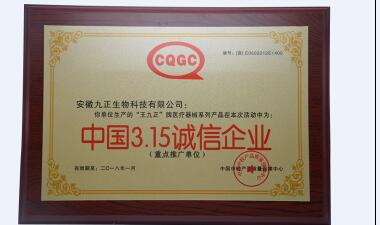 CQGC
安徽九正生物科技有限公司：
你单位生产的“王九正”牌医疗器械系列产品在本次活动中为：
中国3.15诚信企业
（重点推广单位）
有效期至：二〇一八年一月